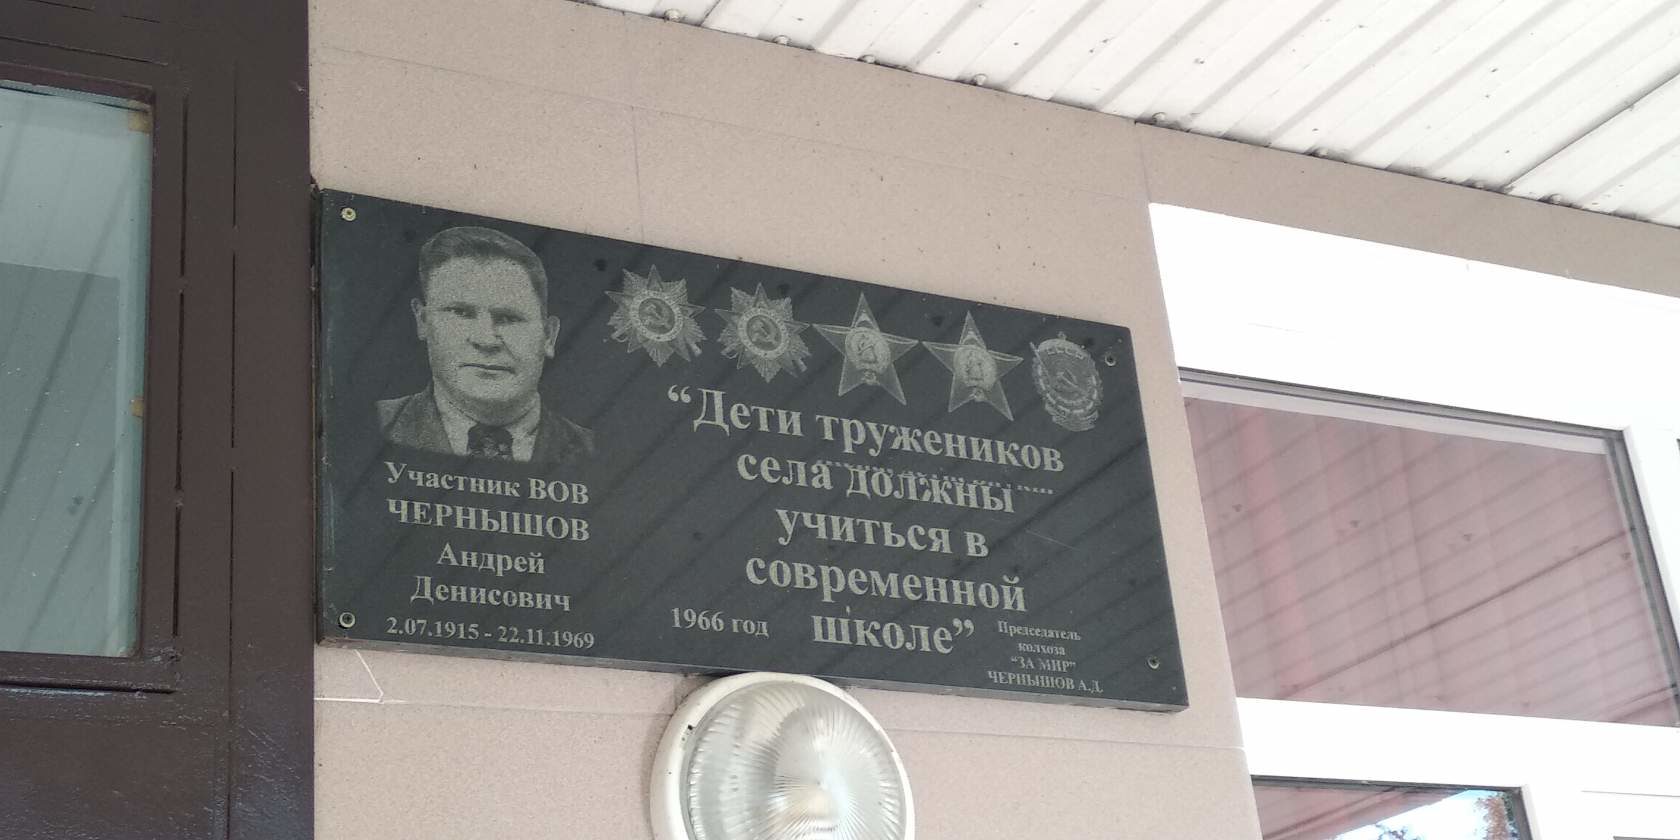 Участник ВОВ
ЧЕРНЫШОВ
Андрей
Денисович
2.07.1915 - 22.11.1969
СССР
“Дети тружеников
села должны
учиться в
современной
школе”
1966 год
Председатель
колхоза
“ЗА МИР”
ЧЕРНЫШОВ А.Д.